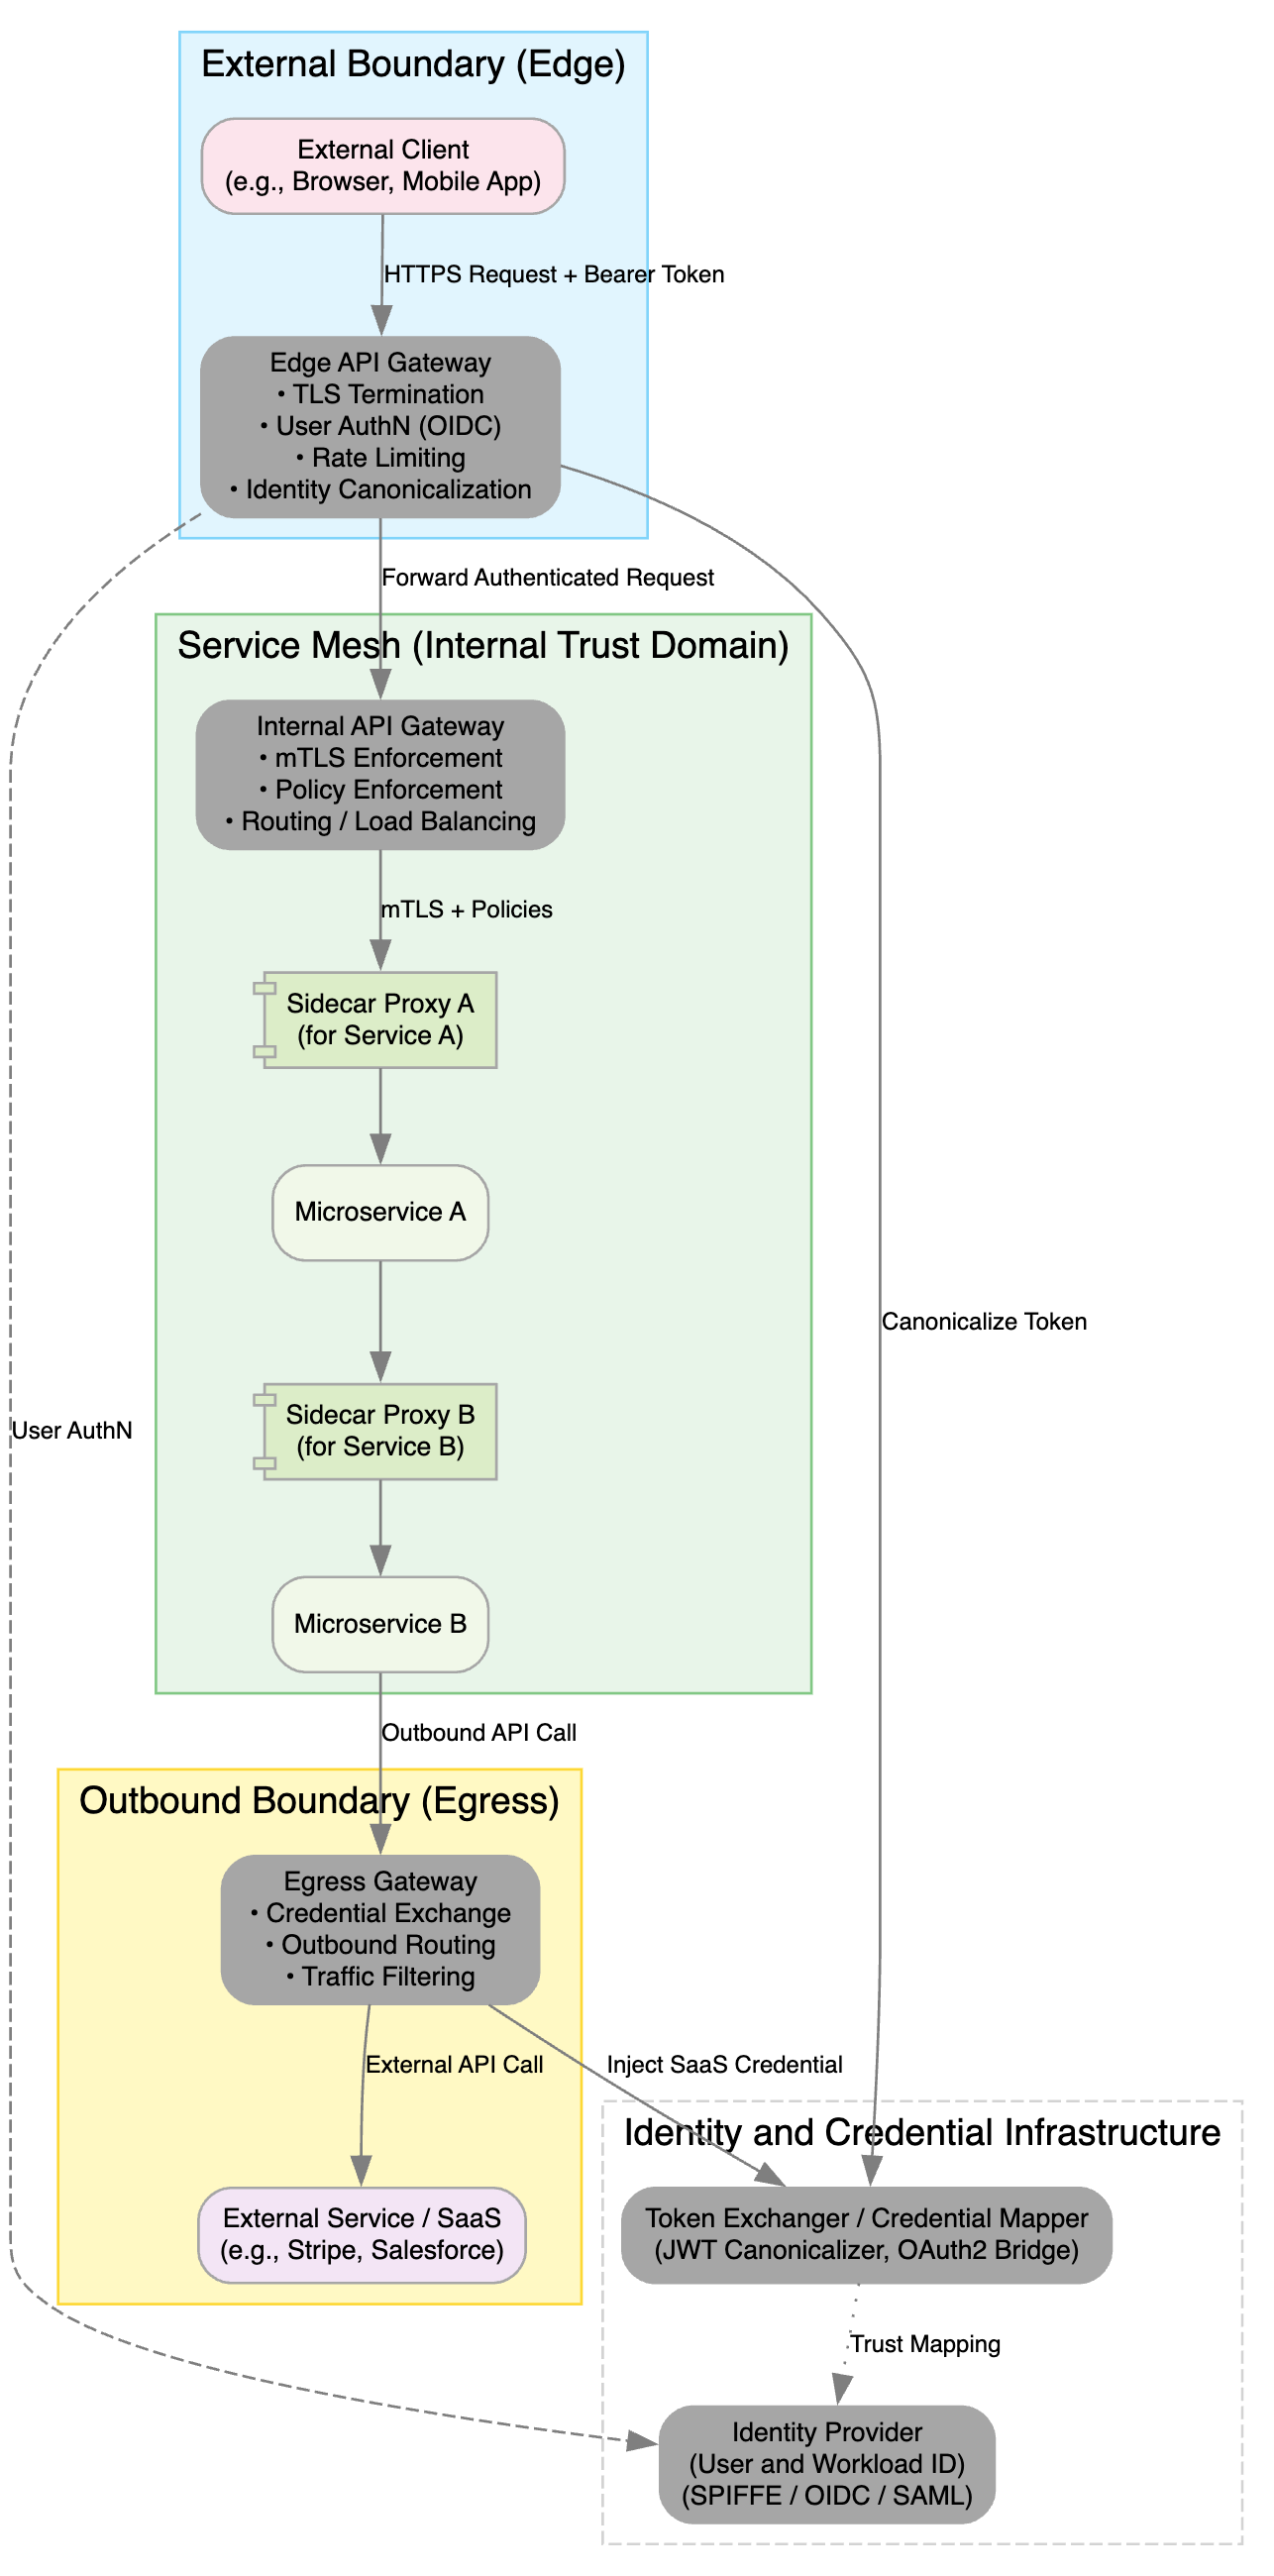 External Boundary (Edge)
External Client
(e.g., Browser, Mobile App)
HTTPS Request + Bearer Token
Edge API Gateway
• TLS Termination
• User AuthN (OIDC)
• Rate Limiting
• Identity Canonicalization
Forward Authenticated Request
Service Mesh (Internal Trust Domain)
Internal API Gateway
• mTLS Enforcement
• Policy Enforcement
• Routing / Load Balancing
mTLS + Policies
Sidecar Proxy A
(for Service A)
Microservice A
Canonicalize Token
Sidecar Proxy B
(for Service B)
User AuthN
Microservice B
Outbound API Call
Outbound Boundary (Egress)
Egress Gateway
• Credential Exchange
• Outbound Routing
• Traffic Filtering
External API Call
Inject SaaS Credential
Identity and Credential Infrastructure
External Service / SaaS
(e.g., Stripe, Salesforce)
Token Exchanger / Credential Mapper
(JWT Canonicalizer, OAuth2 Bridge)
Trust Mapping
Identity Provider
(User and Workload ID)
(SPIFFE / OIDC / SAML)